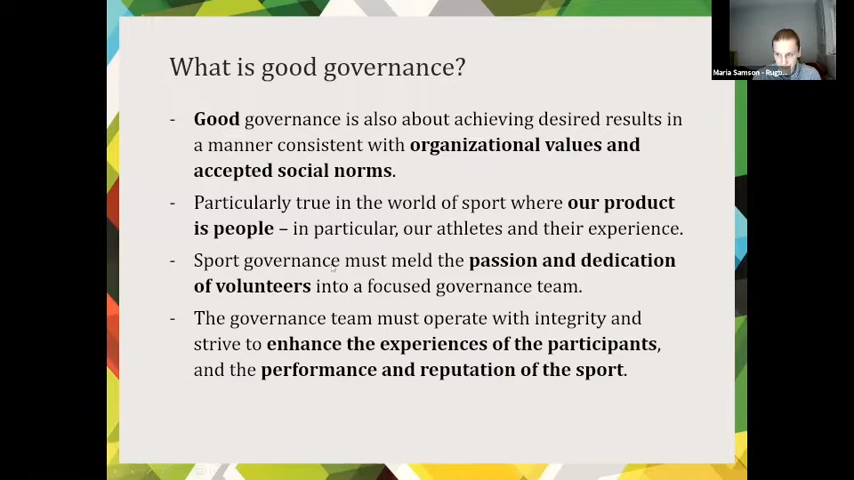 What is good governance?
- Good governance is also about achieving desired results in
a manner consistent with organizational values and
accepted social norms.
- Particularly true in the world of sport where our product
is people – in particular, our athletes and their experience.
- Sport governance must meld the passion and dedication
of volunteers into a focused governance team.
- The governance team must operate with integrity and
strive to enhance the experiences of the participants,
and the performance and reputation of the sport.
Maria Samson - Rugb...